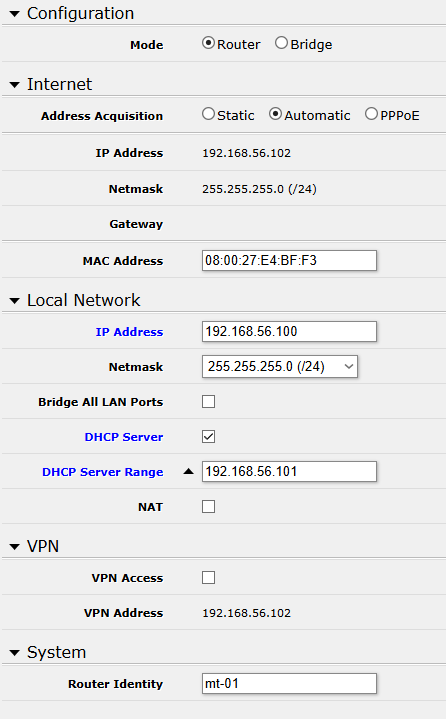 Configuration
Mode Router Bridge
Internet
Address Acquisition Static Automatic PPPoE
IP Address 192.168.56.102
Netmask 255.255.255.0 (/24)
Gateway
MAC Address 08:00:27:E4:BF:F3
Local Network
IP Address 192.168.56.100
Netmask 255.255.255.0 (/24)
Bridge All LAN Ports
DHCP Server
DHCP Server Range 192.168.56.101
NAT
VPN
VPN Access
VPN Address 192.168.56.102
System
Router Identity mt-01